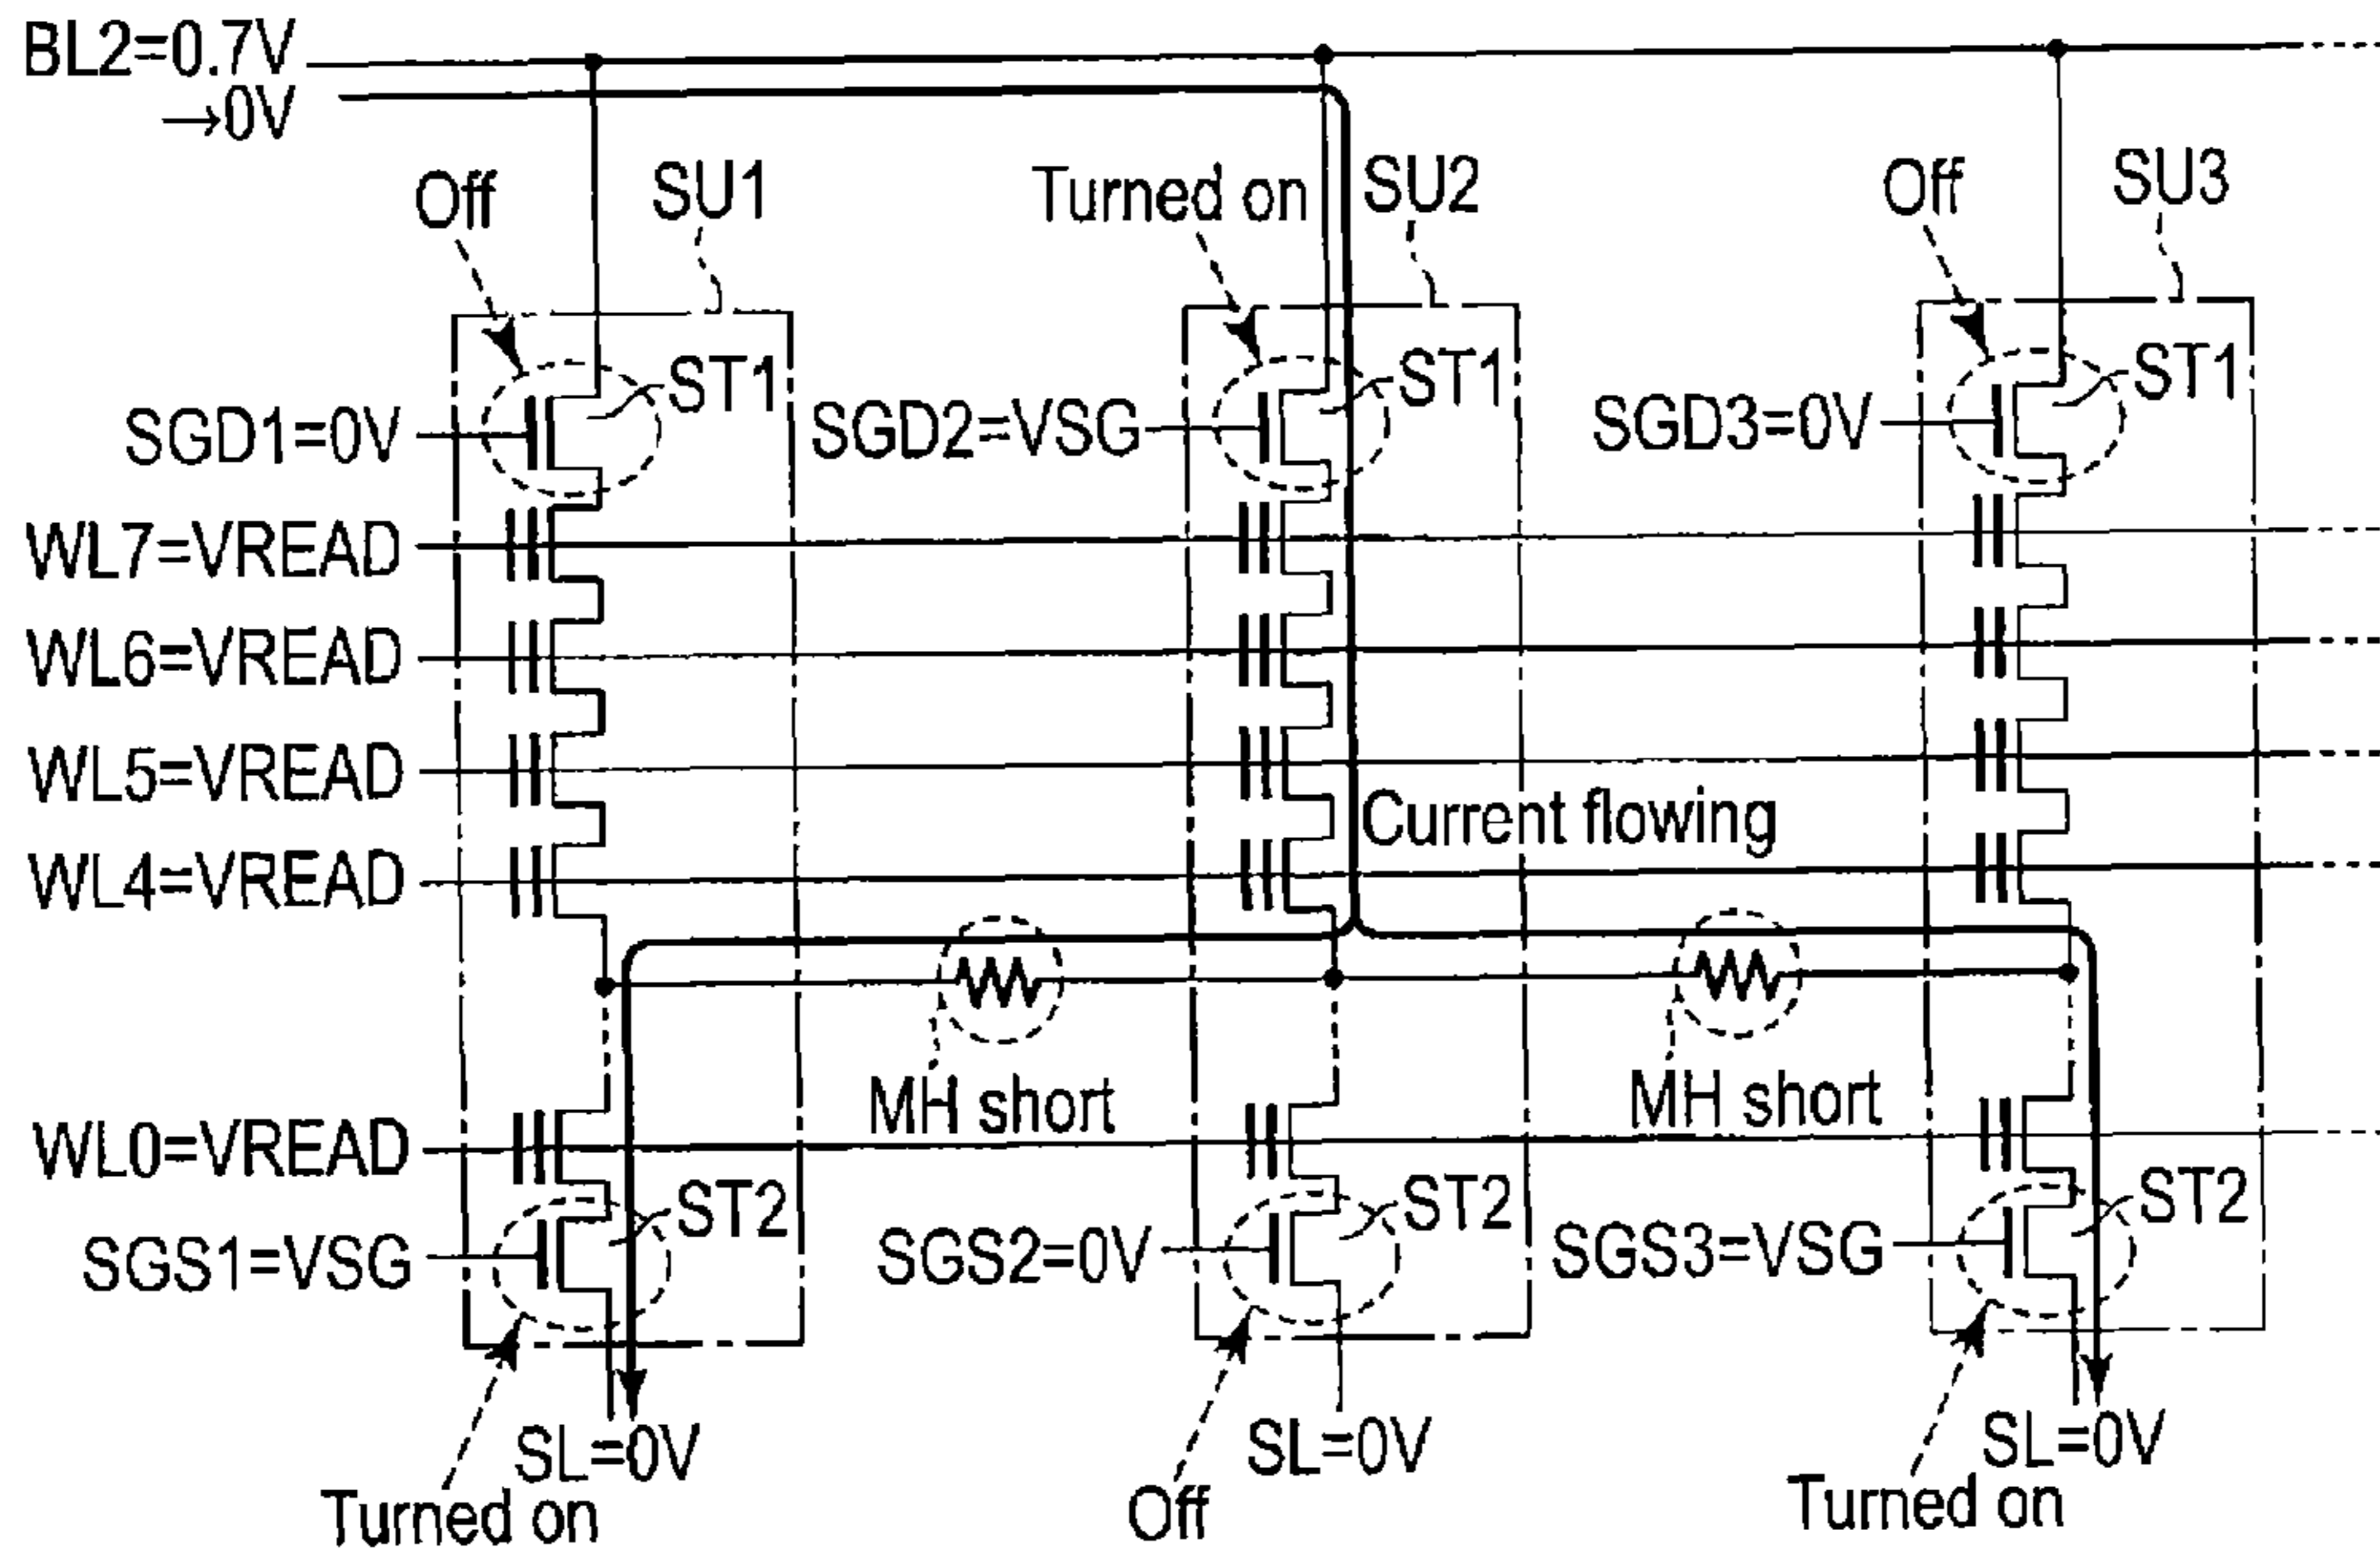 BL2=0.7V
→0V
Off
SU1
Turned on
SU2
Off
SU3
ST1
ST1
ST1
SGD1=0V
SGD2=VSG
SGD3=0V
WL7=VREAD
WL6=VREAD
WL5=VREAD
Current flowing
WL4=VREAD
MH short
MH short
WL0=VREAD
ST2
ST2
ST2
SGS1=VSG
SGS2=0V
SGS3=VSG
SL=0V
SL=0V
SL=0V
Turned on
Off
Turned on